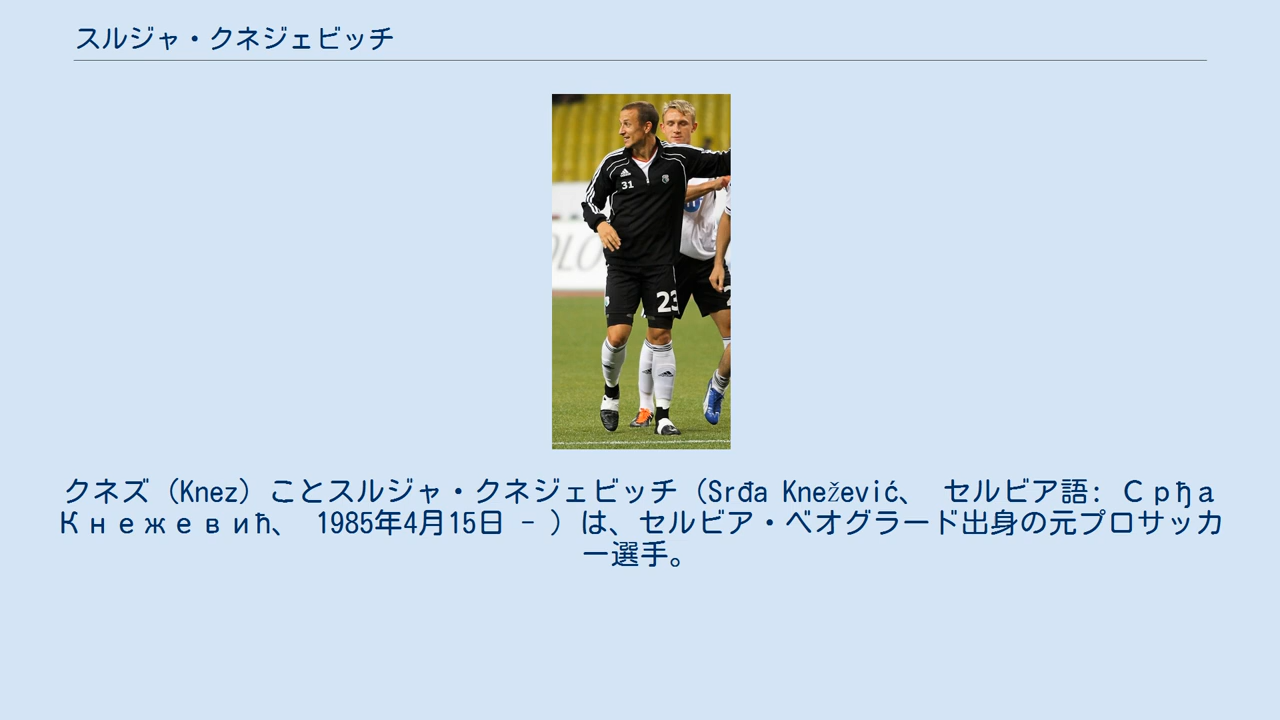 スルジャ・クネジェビッチ
31
23
クネズ（Knez）ことスルジャ・クネジェビッチ（Srđa Knežević、 セルビア語: Срђа
Кнежевић、 1985年4月15日 - ）は、セルビア・ベオグラード出身の元プロサッカ
ー選手。